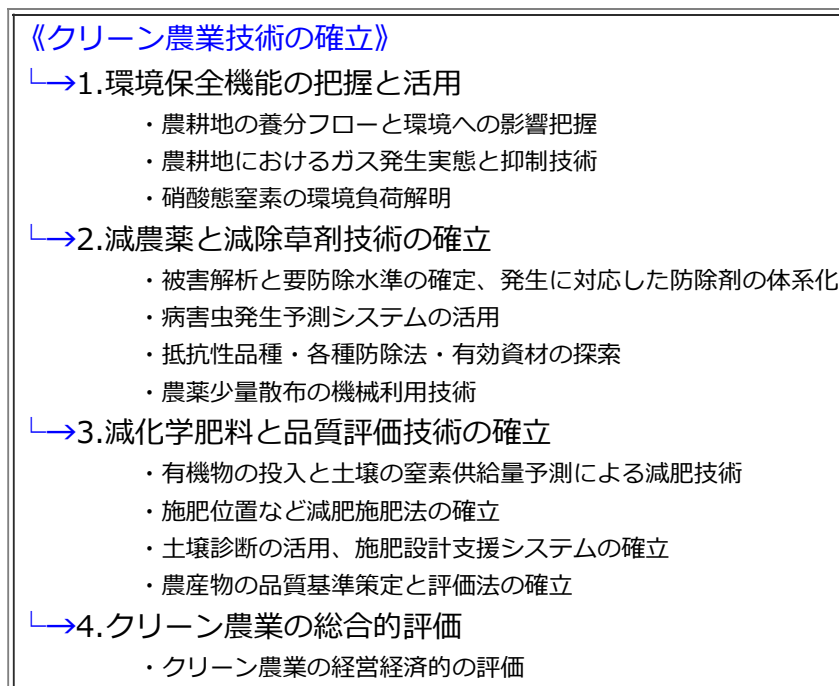 《クリーン農業技術の確立》
└→1.環境保全機能の把握と活用
・農耕地の養分フローと環境への影響把握
・農耕地におけるガス発生実態と抑制技術
・硝酸態窒素の環境負荷解明
└→2.減農薬と減除草剤技術の確立
・被害解析と要防除水準の確定、発生に対応した防除剤の体系化
・病害虫発生予測システムの活用
・抵抗性品種・各種防除法・有効資材の探索
・農薬少量散布の機械利用技術
└→3.減化学肥料と品質評価技術の確立
・有機物の投入と土壌の窒素供給量予測による減肥技術
・施肥位置など減肥施肥法の確立
・土壌診断の活用、施肥設計支援システムの確立
・農産物の品質基準策定と評価法の確立
└→4.クリーン農業の総合的評価
・クリーン農業の経営経済的の評価